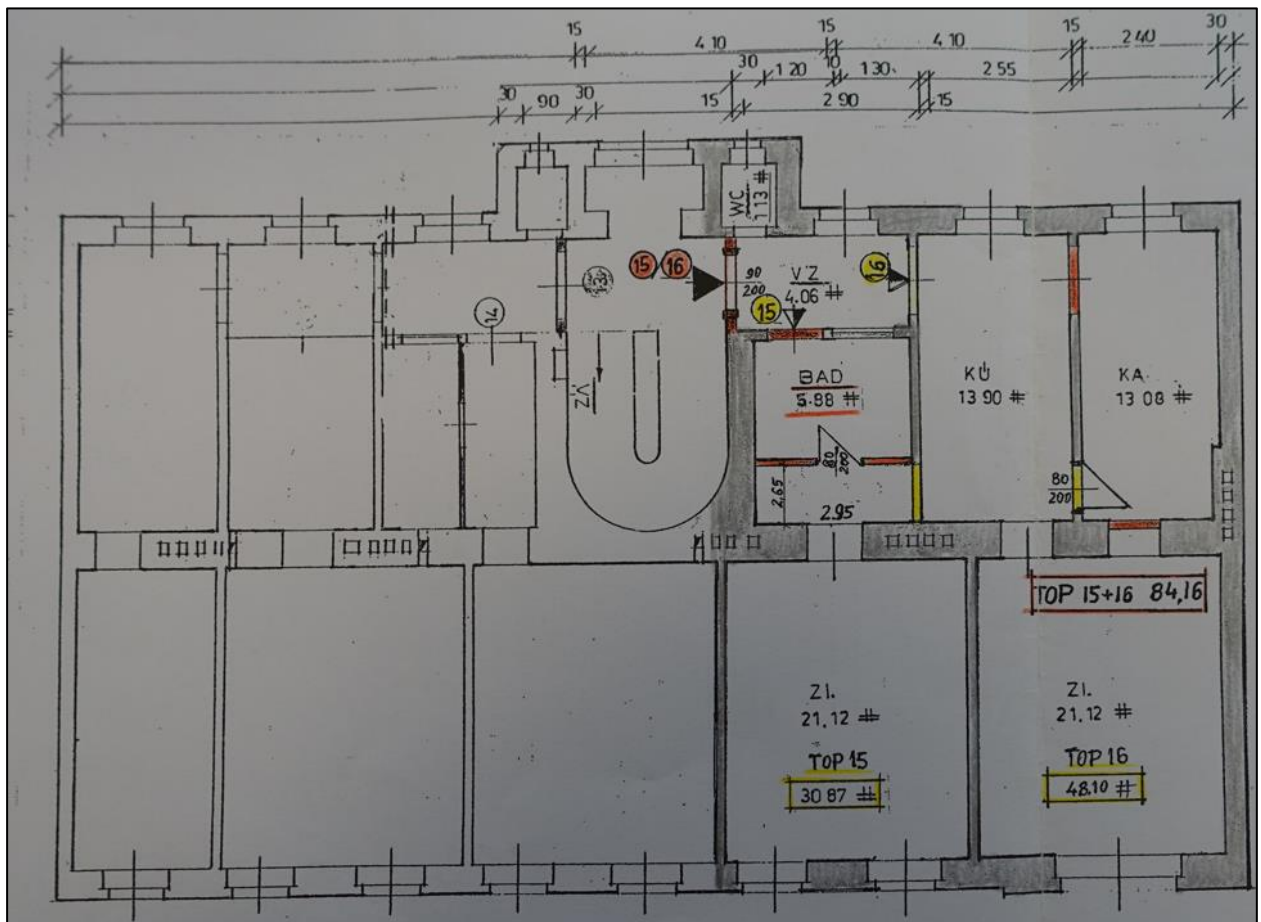 15 15 15 30
4.10 4.10 2 40
30 1 20 10 1 30 2 55
30 90 30 15 2 90 15
WC
1.13 #
15 16
90
200
VZ
4.06 #
16
13
14
15
VZ
BAD
5.88 #
KÜ
13 90 #
KA.
13 08 #
80
200
80
200
2,65
2.95
TOP 15+16 84,16
ZI.
21,12 #
TOP 15
30 87 #
ZI.
21,12 #
TOP 16
48.10 #